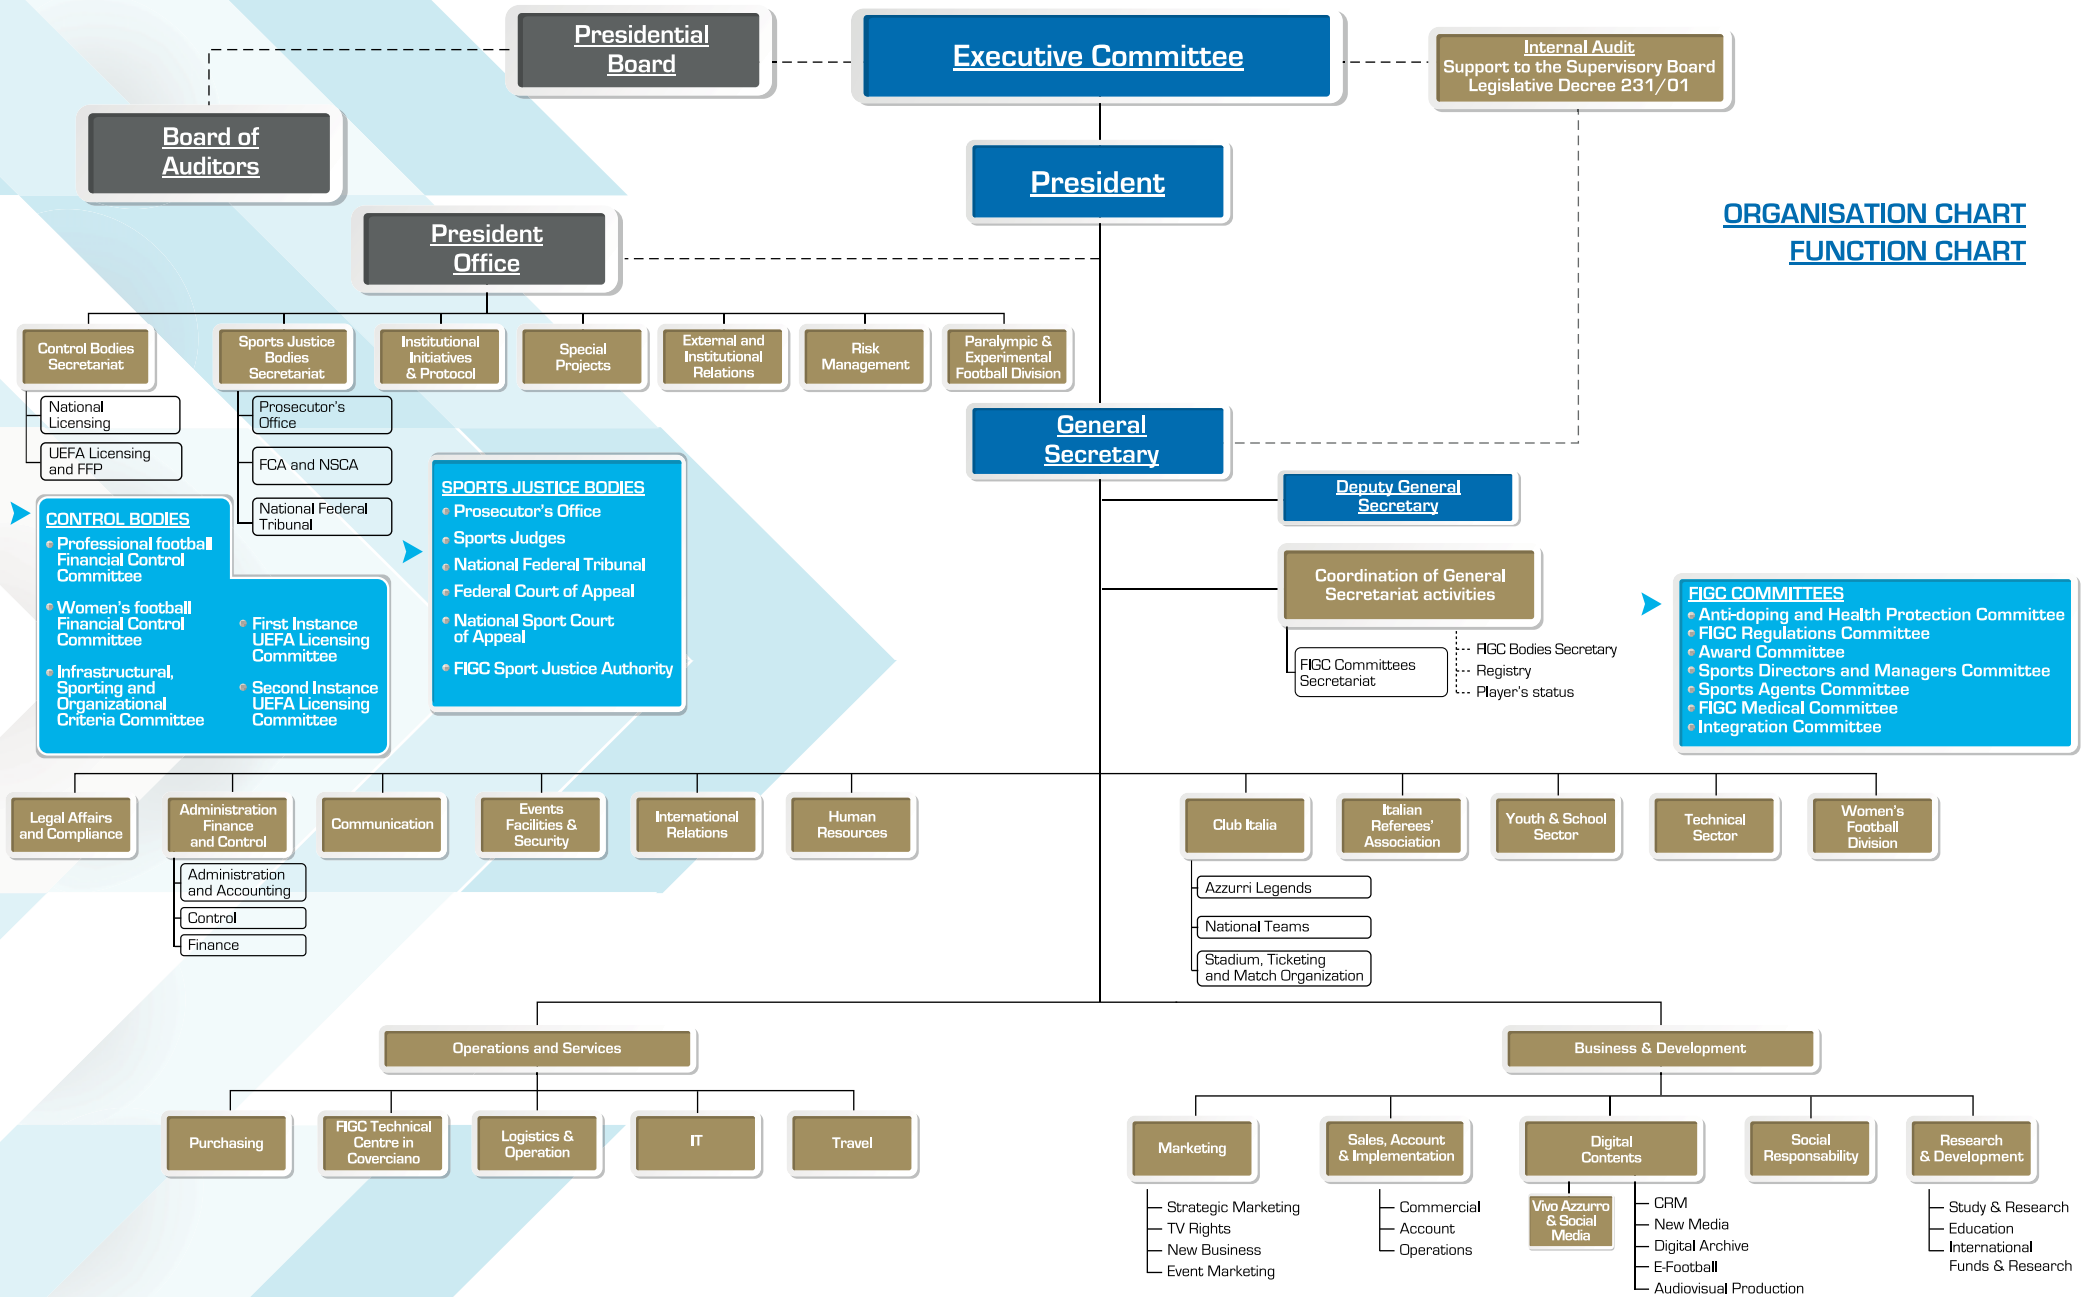 Presidential
Board
Executive Committee
Internal Audit
Support to the Supervisory Board
Legislative Decree 231/01
Board of
Auditors
President
ORGANISATION CHART
FUNCTION CHART
President
Office
Control Bodies
Secretariat
Sports Justice
Bodies
Secretariat
Institutional
Initiatives
& Protocol
Special
Projects
External and
Institutional
Relations
Risk
Management
Paralympic &
Experimental
Football Division
National
Licensing
UEFA Licensing
and FFP
Prosecutor's
Office
FCA and NSCA
National Federal
Tribunal
General
Secretary
Deputy General
Secretary
CONTROL BODIES
Professional football
Financial Control
Committee
Women's football
Financial Control
Committee
Infrastructural,
Sporting and
Organizational
Criteria Committee
First Instance
UEFA Licensing
Committee
Second Instance
UEFA Licensing
Committee
SPORTS JUSTICE BODIES
Prosecutor's Office
Sports Judges
National Federal Tribunal
Federal Court of Appeal
National Sport Court
of Appeal
FIGC Sport Justice Authority
Coordination of General
Secretariat activities
FIGC Committees
Secretariat
FIGC Bodies Secretary
Registry
Player's status
FIGC COMMITTEES
Anti-doping and Health Protection Committee
FIGC Regulations Committee
Award Committee
Sports Directors and Managers Committee
Sports Agents Committee
FIGC Medical Committee
Integration Committee
Legal Affairs
and Compliance
Administration
Finance
and Control
Communication
Events
Facilities &
Security
International
Relations
Human
Resources
Club Italia
Italian
Referees'
Association
Youth & School
Sector
Technical
Sector
Women's
Football
Division
Administration
and Accounting
Control
Finance
Azzurri Legends
National Teams
Stadium, Ticketing
and Match Organization
Operations and Services
Business & Development
Purchasing
FIGC Technical
Centre in
Coverciano
Logistics &
Operation
IT
Travel
Marketing
Sales, Account
& Implementation
Digital
Contents
Social
Responsability
Research
& Development
Strategic Marketing
TV Rights
New Business
Event Marketing
Commercial
Account
Operations
Vivo Azzurro
& Social
Media
CRM
New Media
Digital Archive
E-Football
Audiovisual Production
Study & Research
Education
International
Funds & Research